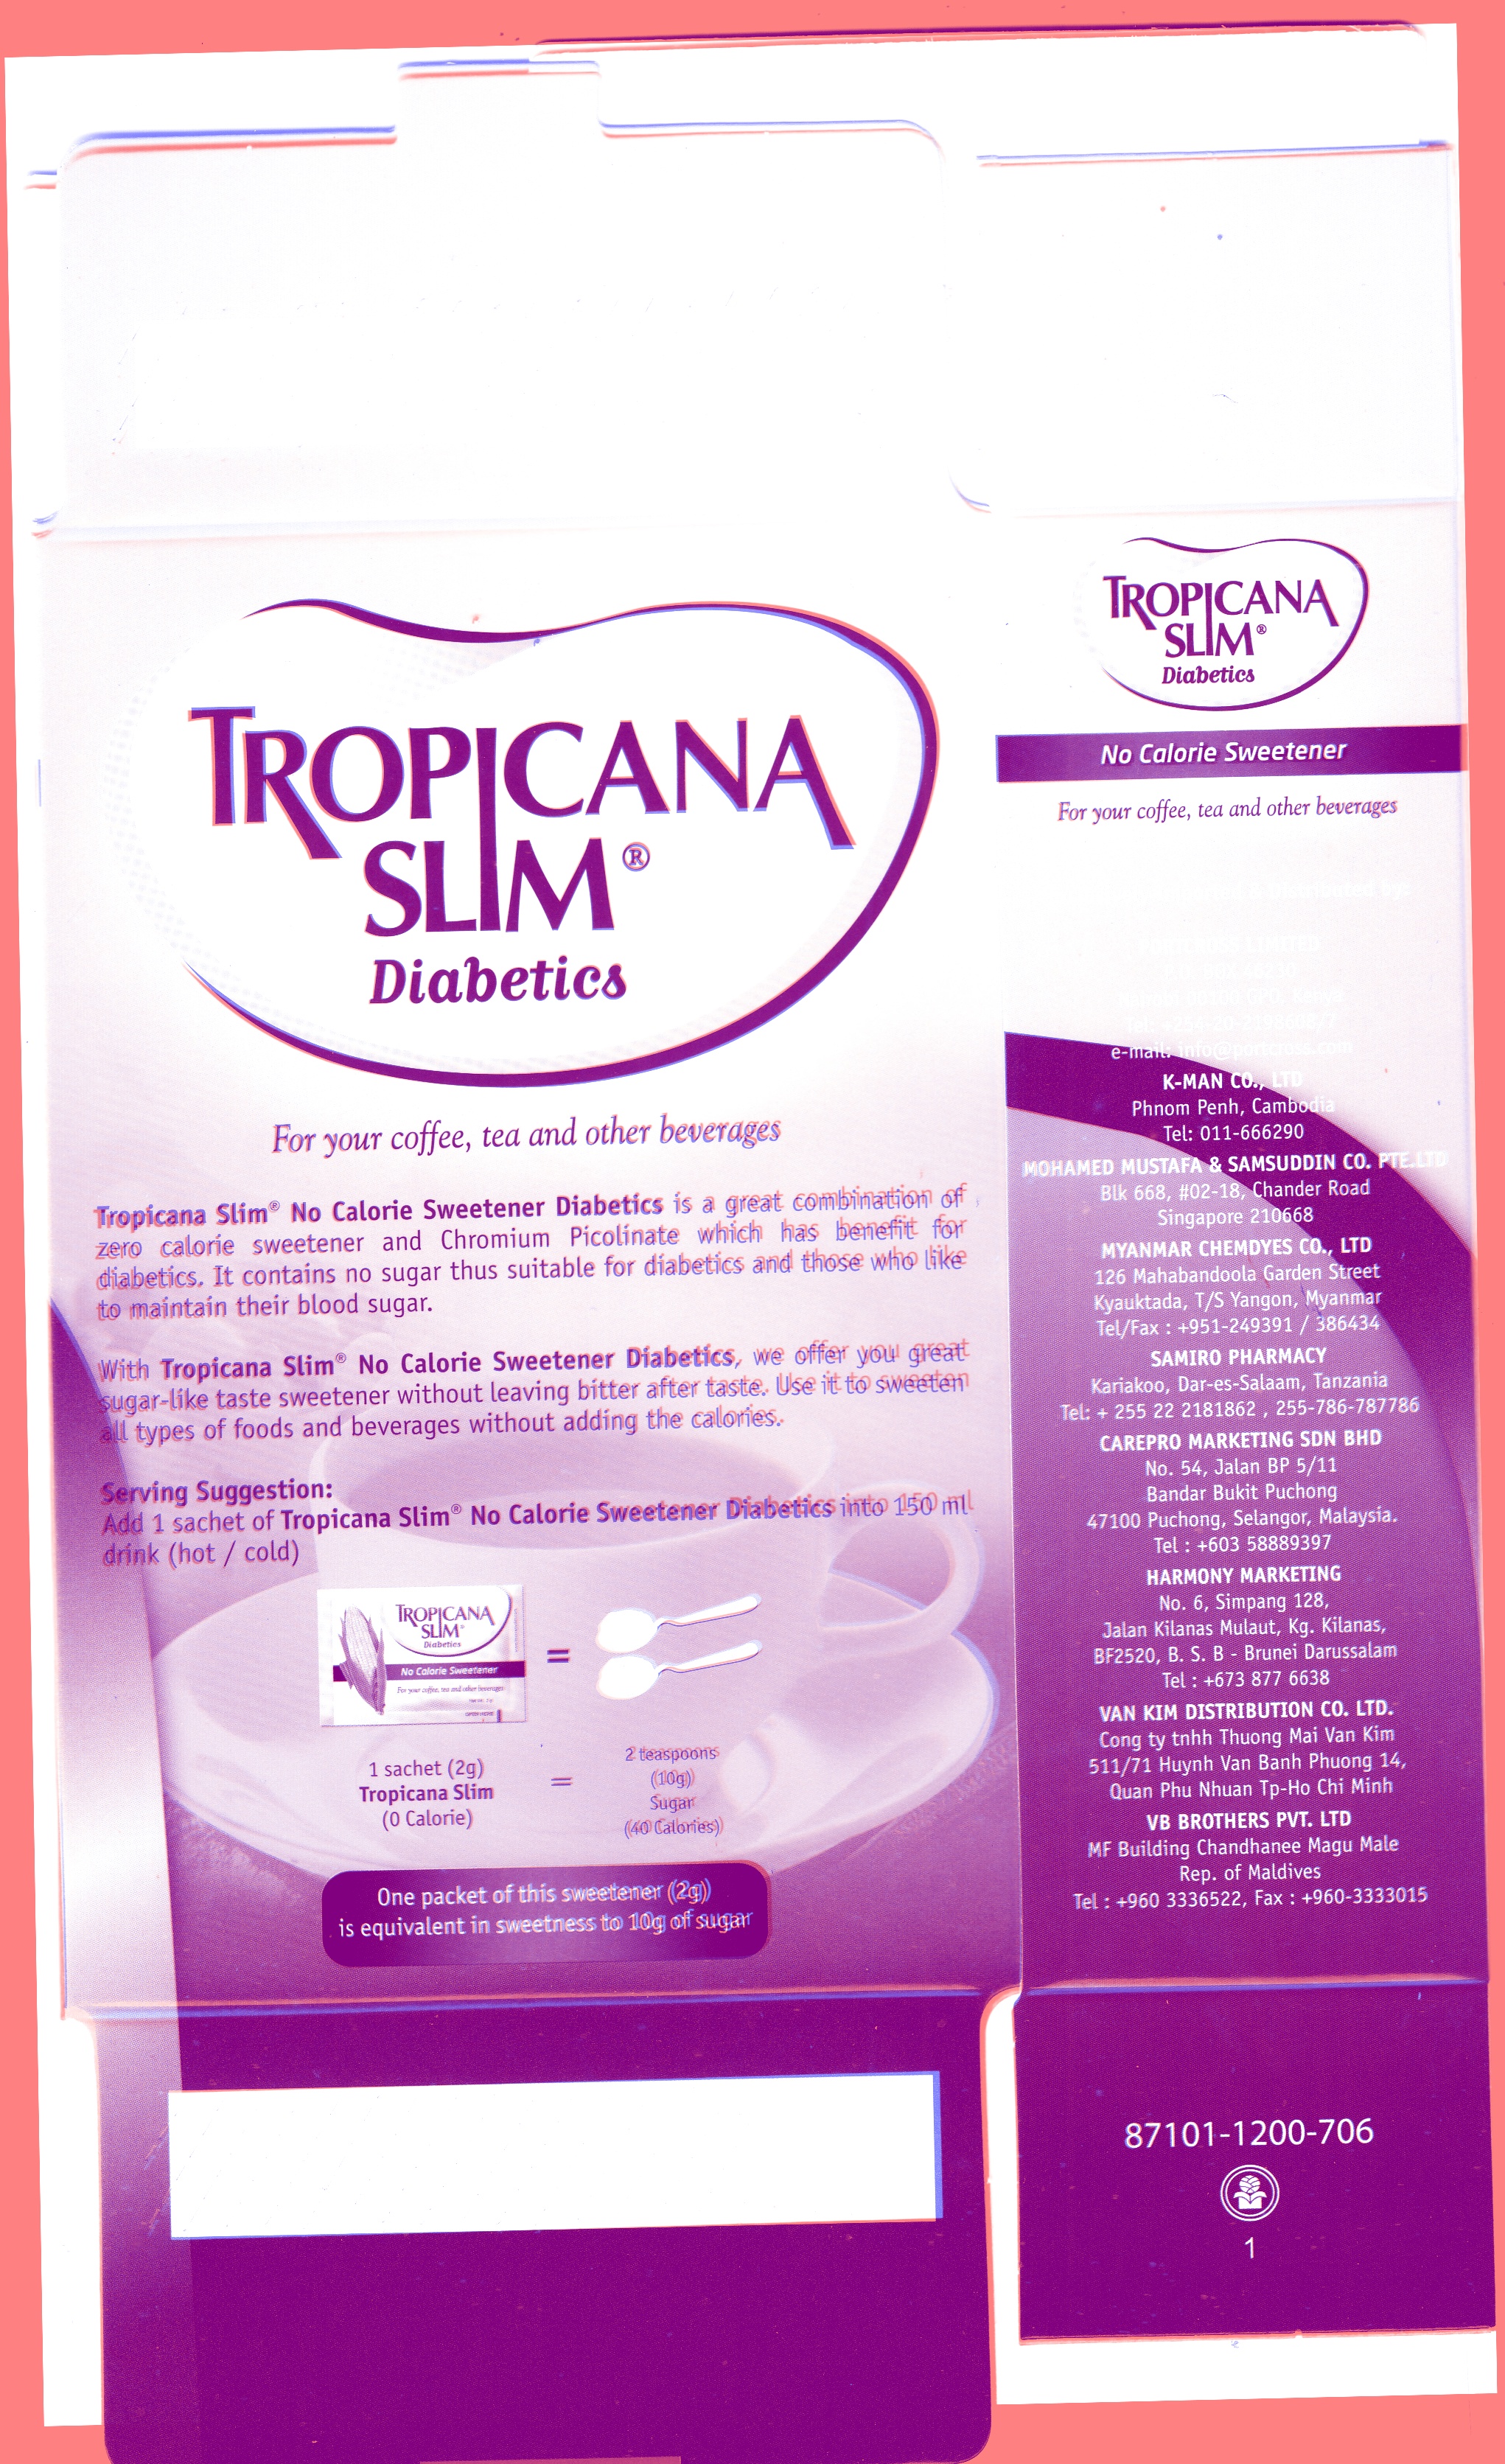 TROPICANA
SLIM®
Diabetics
For your coffee, tea and other beverages
Tropicana Slim® No Calorie Sweetener Diabetics is a great combination of
zero calorie sweetener and Chromium Picolinate which has benefit for
diabetics. It contains no sugar thus suitable for diabetics and those who like
to maintain their blood sugar.
With Tropicana Slim® No Calorie Sweetener Diabetics, we offer you great
sugar-like taste sweetener without leaving bitter after taste. Use it to sweeten
all types of foods and beverages without adding the calories.
Serving Suggestion:
Add 1 sachet of Tropicana Slim® No Calorie Sweetener Diabetics into 150 ml
drink (hot / cold)
TROPICANA
SLIM®
Diabetics
No Calorie Sweetener
For your coffee, tea and other beverages
=
1 sachet (2g)
Tropicana Slim
(0 Calorie)
=
2 teaspoons
(10g)
Sugar
(40 Calories)
One packet of this sweetener (2g)
is equivalent in sweetness to 10g of sugar
TROPICANA
SLIM®
Diabetics
No Calorie Sweetener
For your coffee, tea and other beverages
e-mail: info@portcross.com
K-MAN CO., LTD
Phnom Penh, Cambodia
Tel: 011-666290
MOHAMED MUSTAFA & SAMSUDDIN CO. PTE.LTD
Blk 668, #02-18, Chander Road
Singapore 210668
MYANMAR CHEMDYES CO., LTD
126 Mahabandoola Garden Street
Kyauktada, T/S Yangon, Myanmar
Tel/Fax : +951-249391 / 386434
SAMIRO PHARMACY
Kariakoo, Dar-es-Salaam, Tanzania
Tel: + 255 22 2181862 , 255-786-787786
CAREPRO MARKETING SDN BHD
No. 54, Jalan BP 5/11
Bandar Bukit Puchong
47100 Puchong, Selangor, Malaysia.
Tel : +603 58889397
HARMONY MARKETING
No. 6, Simpang 128,
Jalan Kilanas Mulaut, Kg. Kilanas,
BF2520, B. S. B - Brunei Darussalam
Tel : +673 877 6638
VAN KIM DISTRIBUTION CO. LTD.
Cong ty tnhh Thuong Mai Van Kim
511/71 Huynh Van Banh Phuong 14,
Quan Phu Nhuan Tp-Ho Chi Minh
VB BROTHERS PVT. LTD
MF Building Chandhanee Magu Male
Rep. of Maldives
Tel : +960 3336522, Fax : +960-3333015
87101-1200-706
1